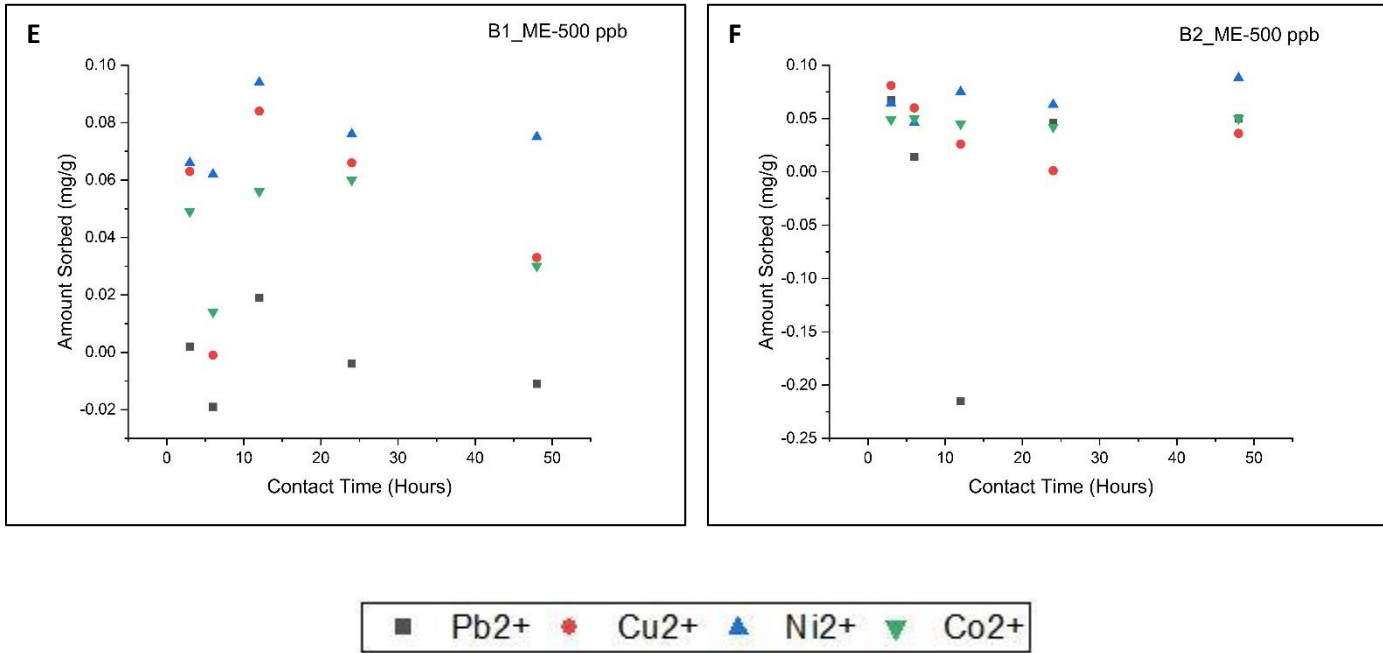 E
B1_ME-500 ppb
0.10
0.08
0.06
0.04
0.02
0.00
-0.02
Amount Sorbed (mg/g)
0 10 20 30 40 50
Contact Time (Hours)
F
B2_ME-500 ppb
0.10
0.05
0.00
-0.05
-0.10
-0.15
-0.20
-0.25
Amount Sorbed (mg/g)
0 10 20 30 40 50
Contact Time (Hours)
Pb2+ Cu2+ Ni2+ Co2+